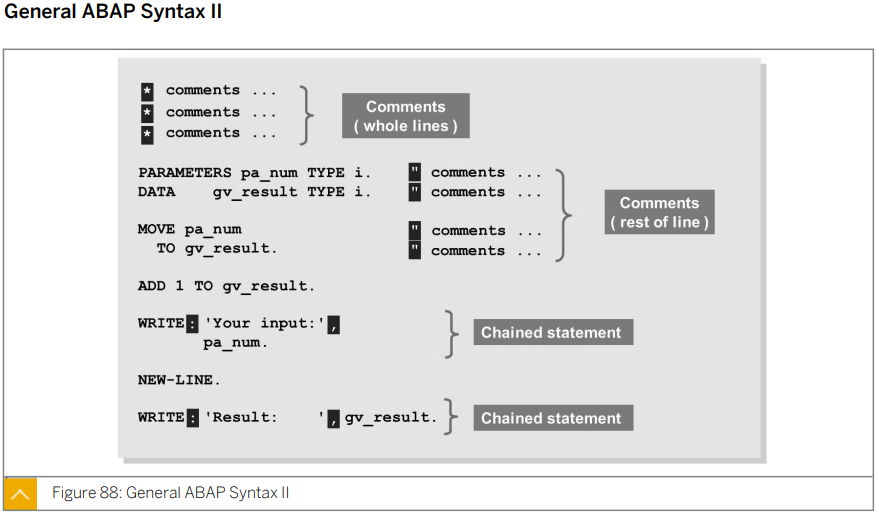 General ABAP Syntax II
* comments ...
* comments ...
* comments ...
Comments
( whole lines )
PARAMETERS pa_num TYPE i. " comments ...
DATA gv_result TYPE i. " comments ...
Comments
( rest of line )
MOVE pa_num " comments ...
TO gv_result. " comments ...
ADD 1 TO gv_result.
WRITE: 'Your input:',
pa_num.
Chained statement
NEW-LINE.
WRITE: 'Result:    ', gv_result.
Chained statement
Figure 88: General ABAP Syntax II